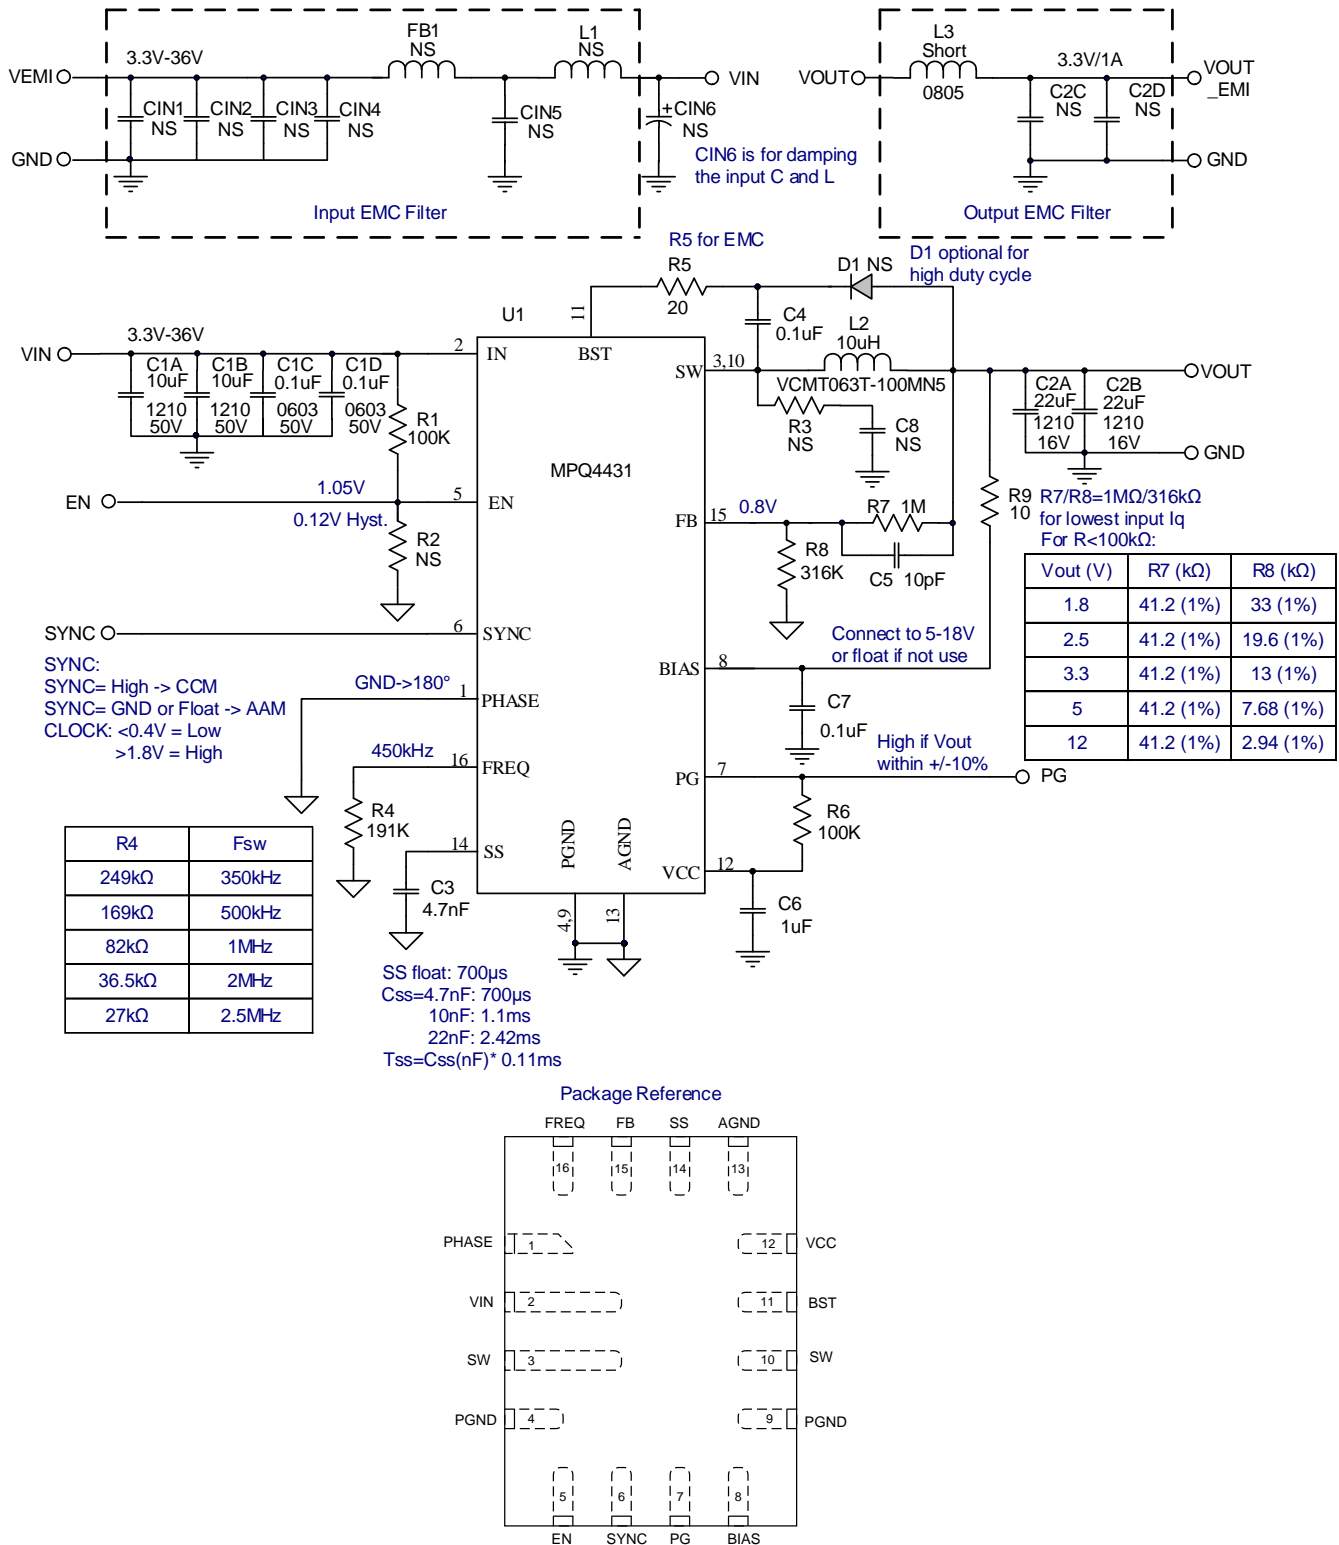 FB1
NS
L1
NS
3.3V-36V
VEMI
VIN
CIN1
NS
CIN2
NS
CIN3
NS
CIN4
NS
CIN5
NS
+
CIN6
NS
GND
CIN6 is for damping
the input C and L
Input EMC Filter
L3
Short
0805
VOUT
3.3V/1A
VOUT
_EMI
C2C
NS
C2D
NS
GND
Output EMC Filter
R5 for EMC
R5
20
D1 NS
D1 optional for
high duty cycle
U1
11
BST
C4
0.1uF
L2
10uH
VCMT063T-100MN5
VIN
3.3V-36V
2
IN
C1A
10uF
1210
50V
C1B
10uF
1210
50V
C1C
0.1uF
0603
50V
C1D
0.1uF
0603
50V
R1
100K
SW
3,10
R3
NS
C8
NS
VOUT
C2A
22uF
1210
16V
C2B
22uF
1210
16V
GND
MPQ4431
EN
1.05V
5
EN
0.12V Hyst.
R2
NS
FB
15
0.8V
R7 1M
R8
316K
C5 10pF
R9
10
R7/R8=1MΩ/316kΩ
for lowest input Iq
For R<100kΩ:
Vout (V) R7 (kΩ) R8 (kΩ)
1.8 41.2 (1%) 33 (1%)
2.5 41.2 (1%) 19.6 (1%)
3.3 41.2 (1%) 13 (1%)
5 41.2 (1%) 7.68 (1%)
12 41.2 (1%) 2.94 (1%)
SYNC
6
SYNC
SYNC:
SYNC= High -> CCM
SYNC= GND or Float -> AAM
CLOCK: <0.4V = Low
>1.8V = High
Connect to 5-18V
or float if not use
BIAS
8
C7
0.1uF
GND->180°
1
PHASE
450kHz
16
FREQ
R4
191K
High if Vout
within +/-10%
PG
7
PG
R6
100K
14
SS
C3
4.7nF
PGND
AGND
4,9
13
VCC
12
C6
1uF
R4 Fsw
249kΩ 350kHz
169kΩ 500kHz
82kΩ 1MHz
36.5kΩ 2MHz
27kΩ 2.5MHz
SS float: 700µs
Css=4.7nF: 700µs
10nF: 1.1ms
22nF: 2.42ms
Tss=Css(nF)* 0.11ms
Package Reference
FREQ FB SS AGND
16 15 14 13
PHASE 1 12 VCC
VIN 2 11 BST
SW 3 10 SW
PGND 4 9 PGND
5 6 7 8
EN SYNC PG BIAS